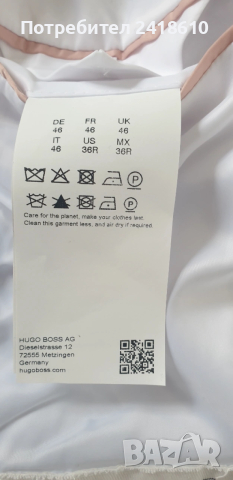 Потребител 2418610
DE FR UK
46 46 46
IT US MX
46 36R 36R
Care for the planet, make your clothes last.
Clean this garment less, and air dry if required.
HUGO BOSS AG
Dieselstrasse 12
72555 Metzingen
Germany
hugoboss.com
BAZAR